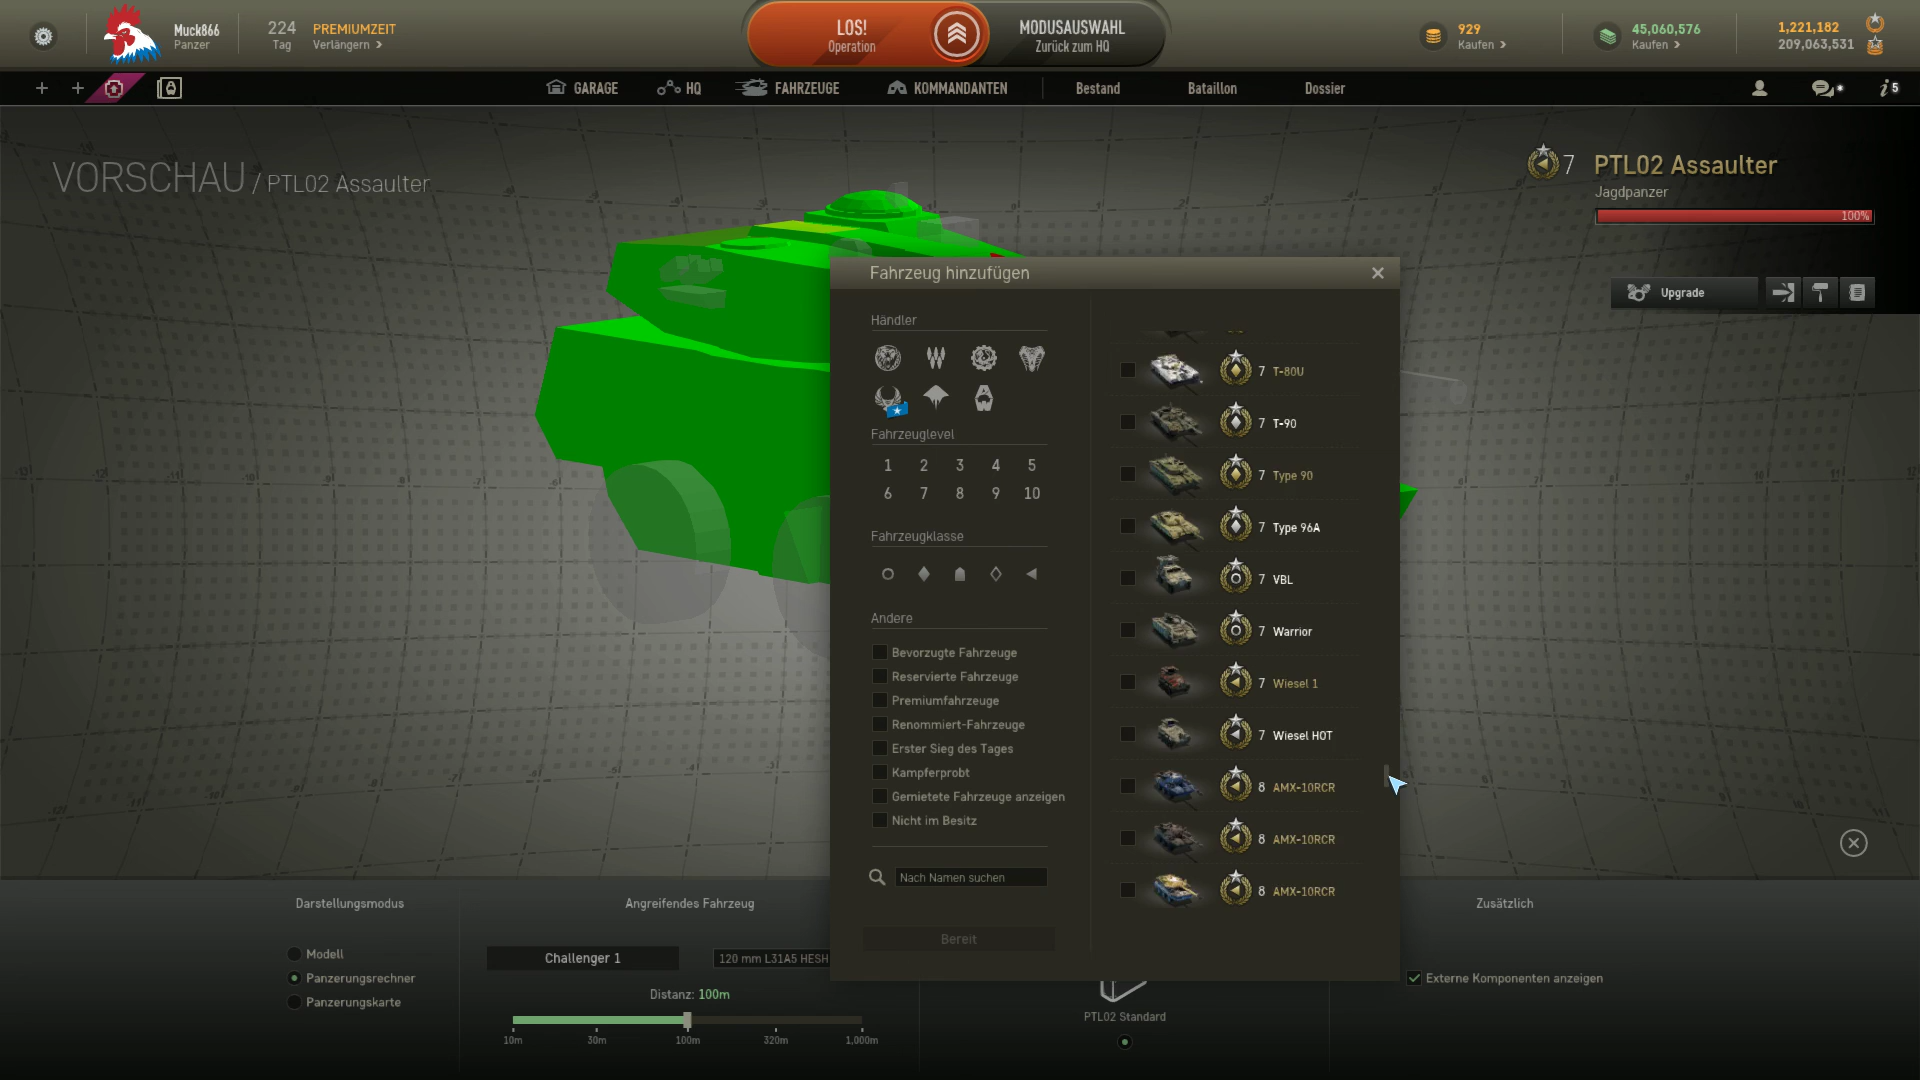 Muck866
Panzer
224
Tag
PREMIUMZEIT
Verlängern
LOS!
Operation
MODUSAUSWAHL
Zurück zum HQ
929
Kaufen
45,060,576
Kaufen
1,221,182
209,063,531
GARAGE
HQ
FAHRZEUGE
KOMMANDANTEN
Bestand
Bataillon
Dossier
5
VORSCHAU / PTL02 Assaulter
7 PTL02 Assaulter
Jagdpanzer
100%
Upgrade
Fahrzeug hinzufügen
Händler
Fahrzeuglevel
1 2 3 4 5
6 7 8 9 10
Fahrzeugklasse
Andere
Bevorzugte Fahrzeuge
Reservierte Fahrzeuge
Premiumfahrzeuge
Renommiert-Fahrzeuge
Erster Sieg des Tages
Kampferprobt
Gemietete Fahrzeuge anzeigen
Nicht im Besitz
Nach Namen suchen
Bereit
7 T-80U
7 T-90
7 Type 90
7 Type 96A
7 VBL
7 Warrior
7 Wiesel 1
7 Wiesel HOT
8 AMX-10RCR
8 AMX-10RCR
8 AMX-10RCR
Darstellungsmodus
Modell
Panzerungsrechner
Panzerungskarte
Angreifendes Fahrzeug
Challenger 1
120 mm L31A5 HESH
Distanz: 100m
10m 30m 100m 320m 1,000m
PTL02 Standard
Zusätzlich
Externe Komponenten anzeigen